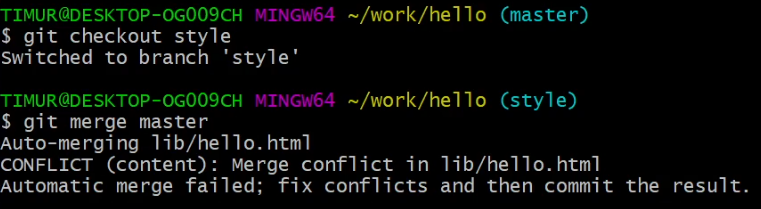 TIMUR@DESKTOP-OG009CH MINGW64 ~/work/hello (master)
$ git checkout style
Switched to branch 'style'
TIMUR@DESKTOP-OG009CH MINGW64 ~/work/hello (style)
$ git merge master
Auto-merging lib/hello.html
CONFLICT (content): Merge conflict in lib/hello.html
Automatic merge failed; fix conflicts and then commit the result.